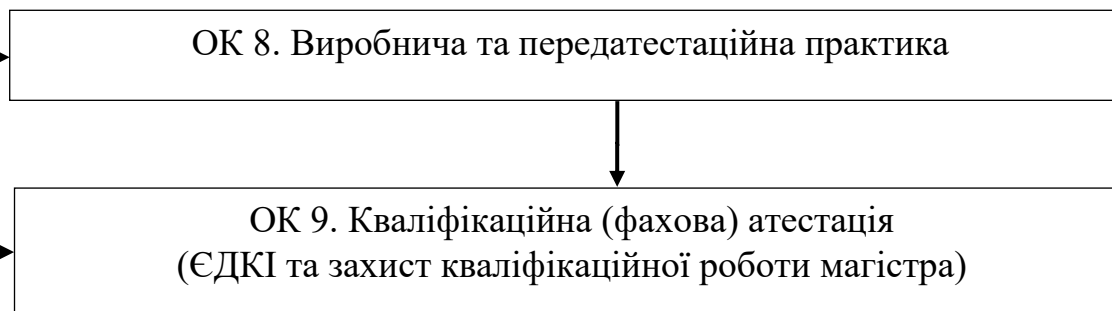 ОК 8. Виробнича та передатестаційна практика
ОК 9. Кваліфікаційна (фахова) атестація
(ЄДКІ та захист кваліфікаційної роботи магістра)